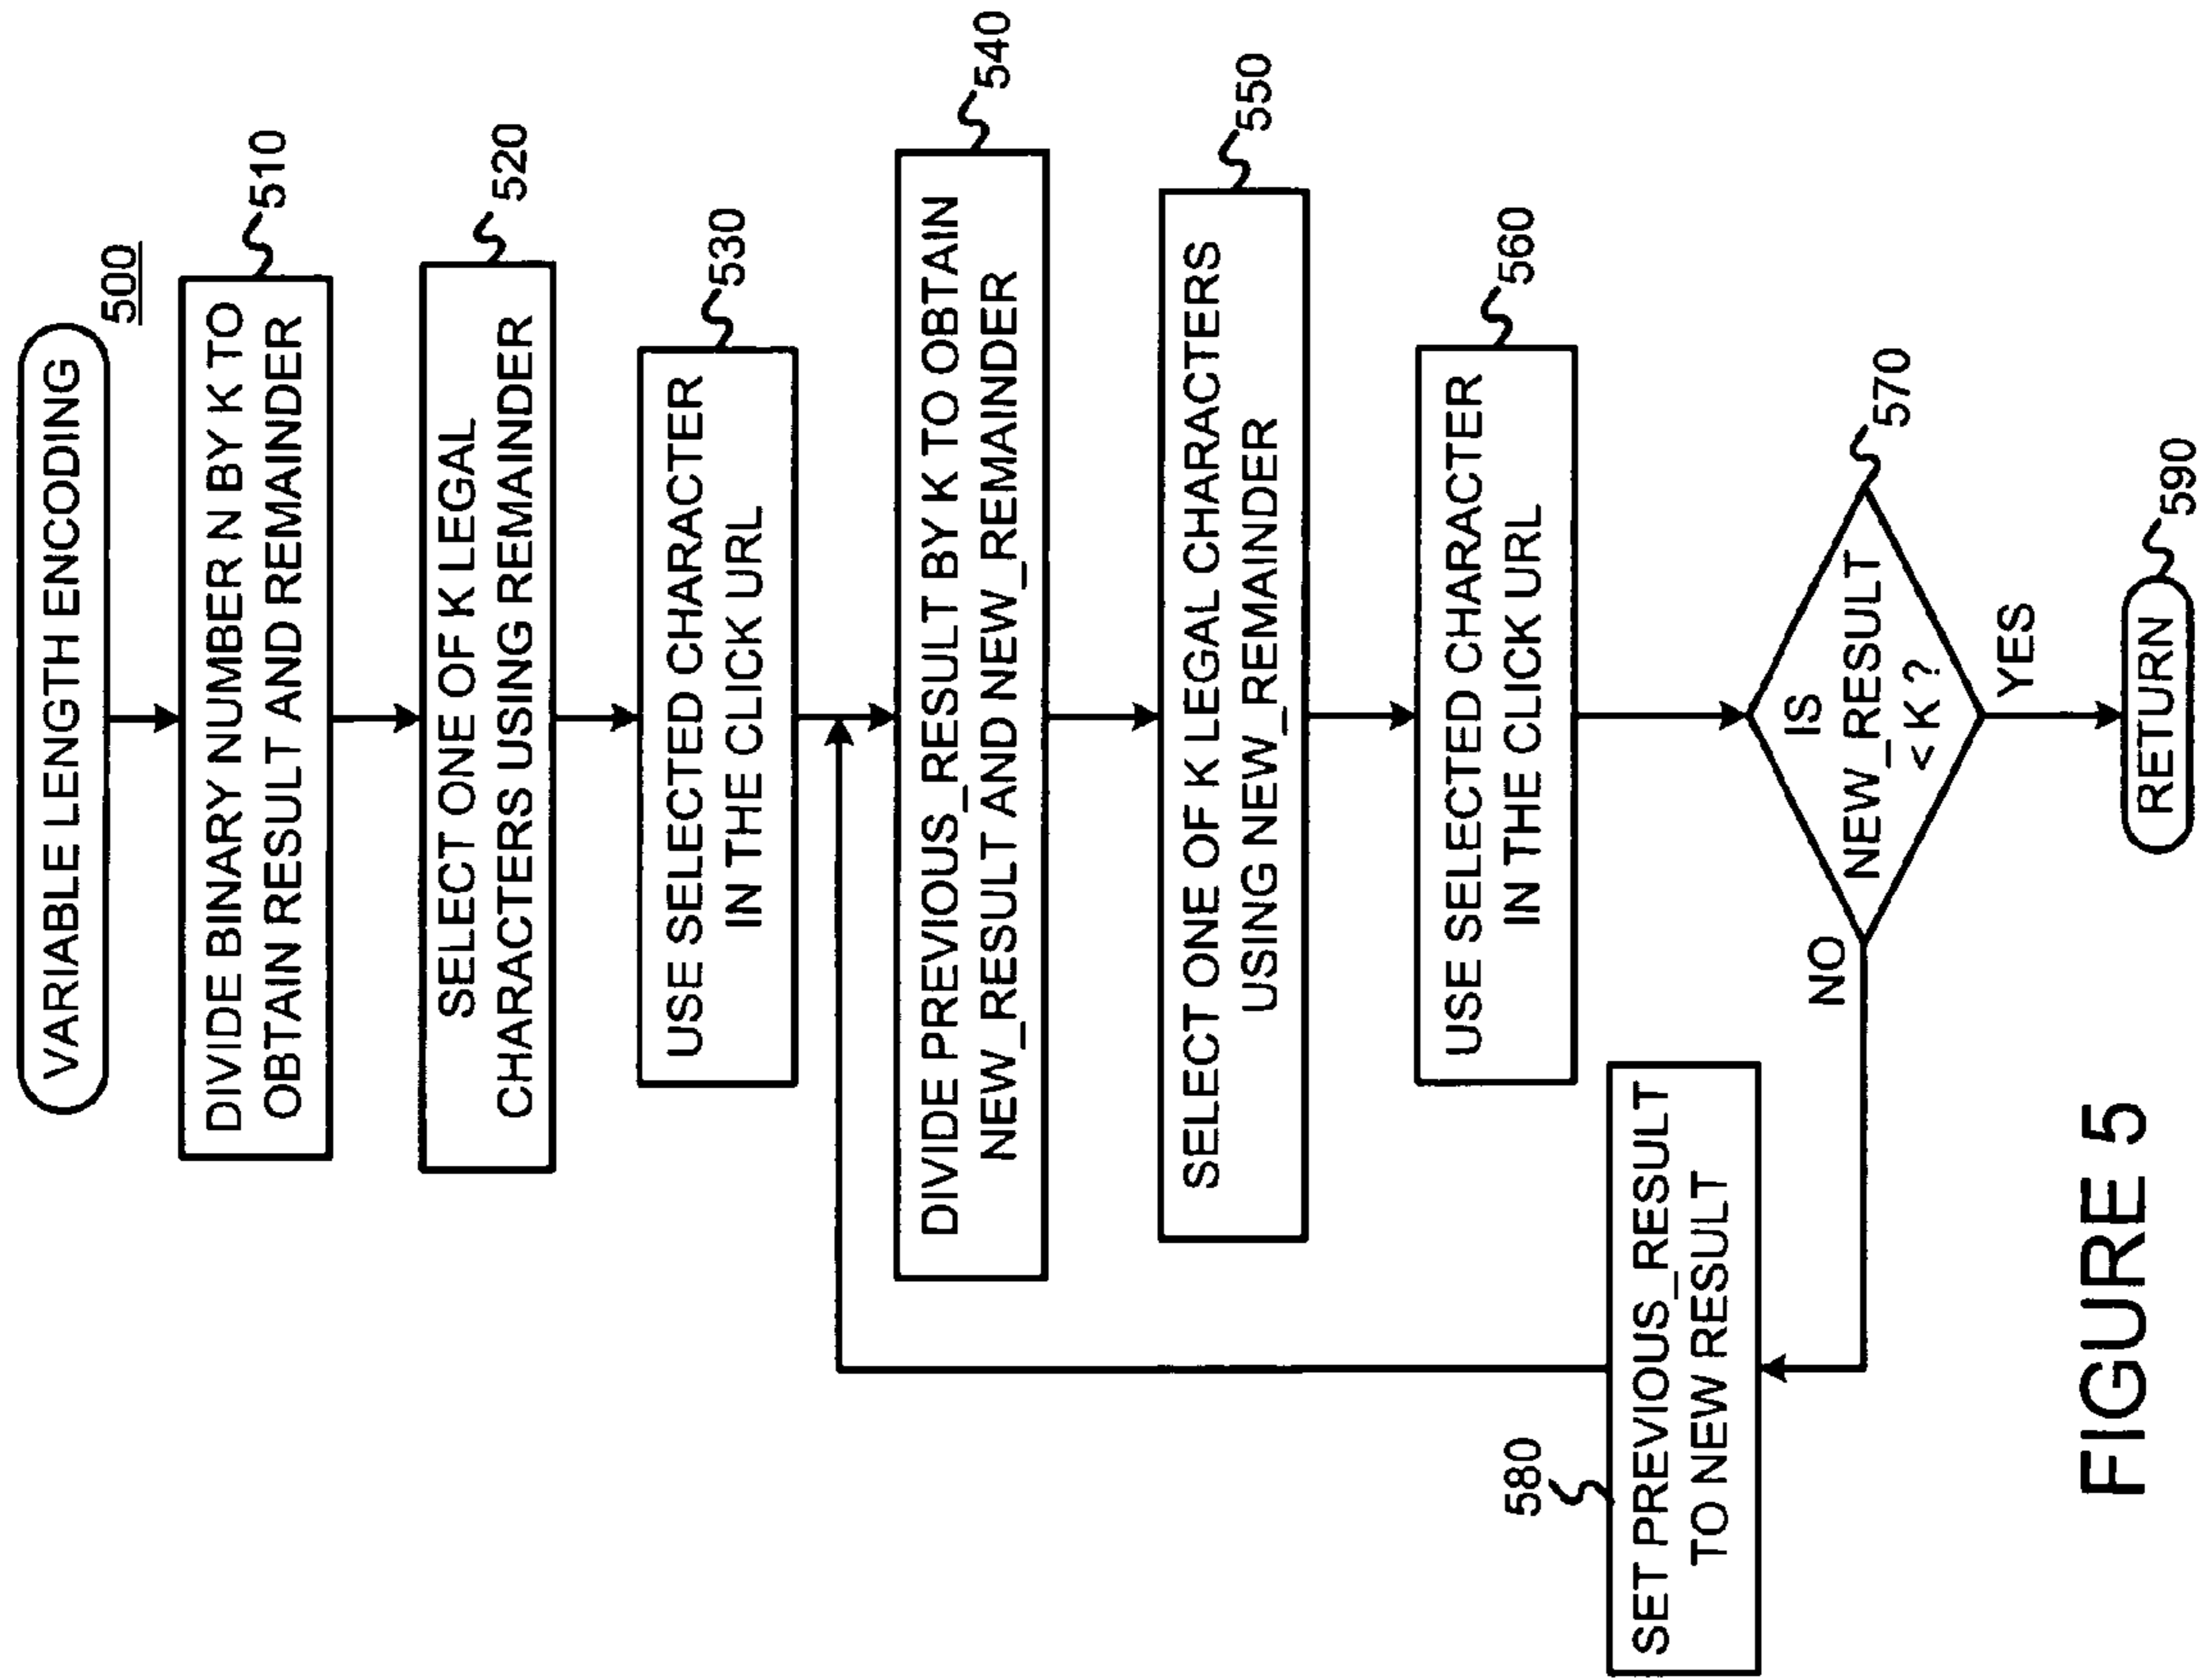 VARIABLE LENGTH ENCODING
500
DIVIDE BINARY NUMBER N BY K TO
OBTAIN RESULT AND REMAINDER
510
SELECT ONE OF K LEGAL
CHARACTERS USING REMAINDER
520
USE SELECTED CHARACTER
IN THE CLICK URL
530
DIVIDE PREVIOUS_RESULT BY K TO OBTAIN
NEW_RESULT AND NEW_REMAINDER
540
SELECT ONE OF K LEGAL CHARACTERS
USING NEW_REMAINDER
550
USE SELECTED CHARACTER
IN THE CLICK URL
560
IS
NEW_RESULT
< K ?
570
NO
YES
SET PREVIOUS_RESULT
TO NEW RESULT
580
RETURN
590
FIGURE 5